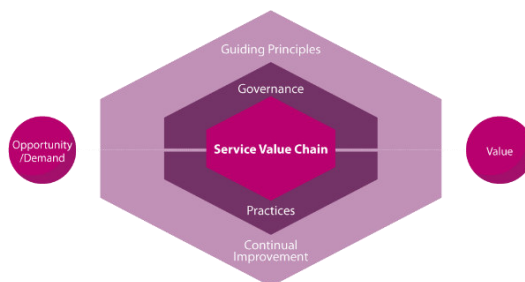 Guiding Principles
Governance
Opportunity
/Demand
Service Value Chain
Value
Practices
Continual
Improvement